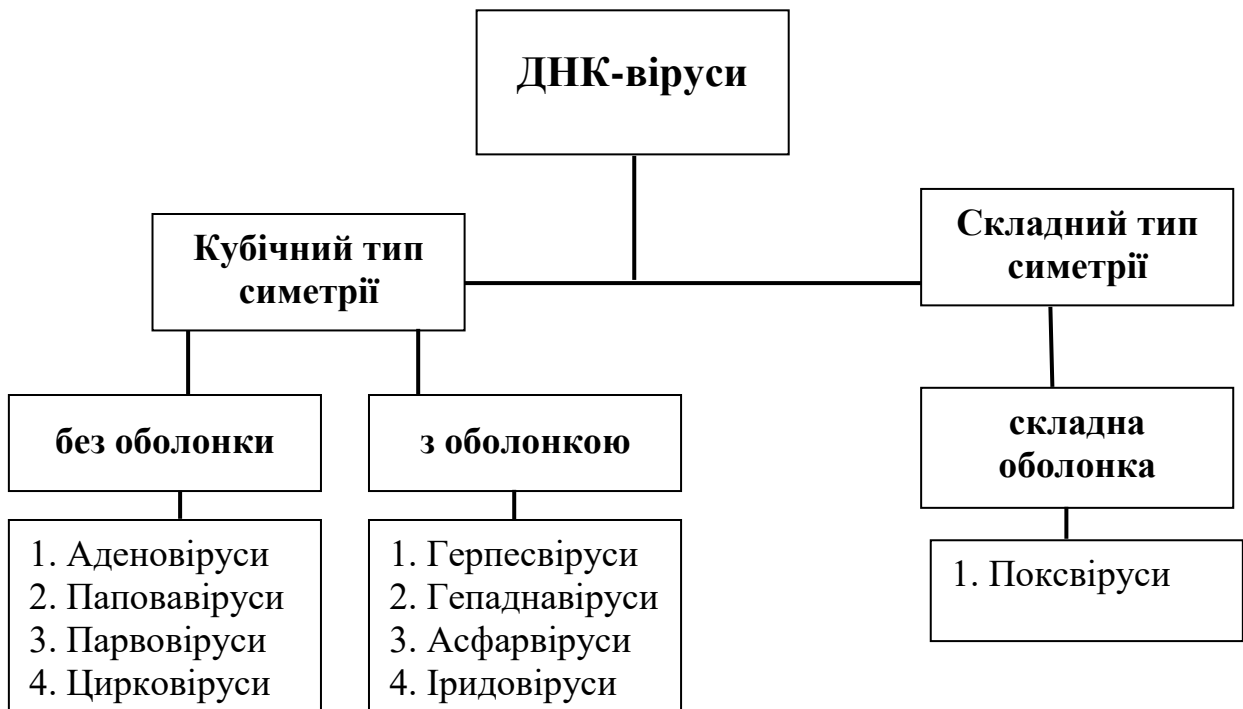 ДНК-віруси
Кубічний тип
симетрії
Складний тип
симетрії
без оболонки
з оболонкою
складна
оболонка
1. Аденовіруси
2. Паповавіруси
3. Парвовіруси
4. Цирковіруси
1. Герпесвіруси
2. Гепаднавіруси
3. Асфарвіруси
4. Іридовіруси
1. Поксвіруси